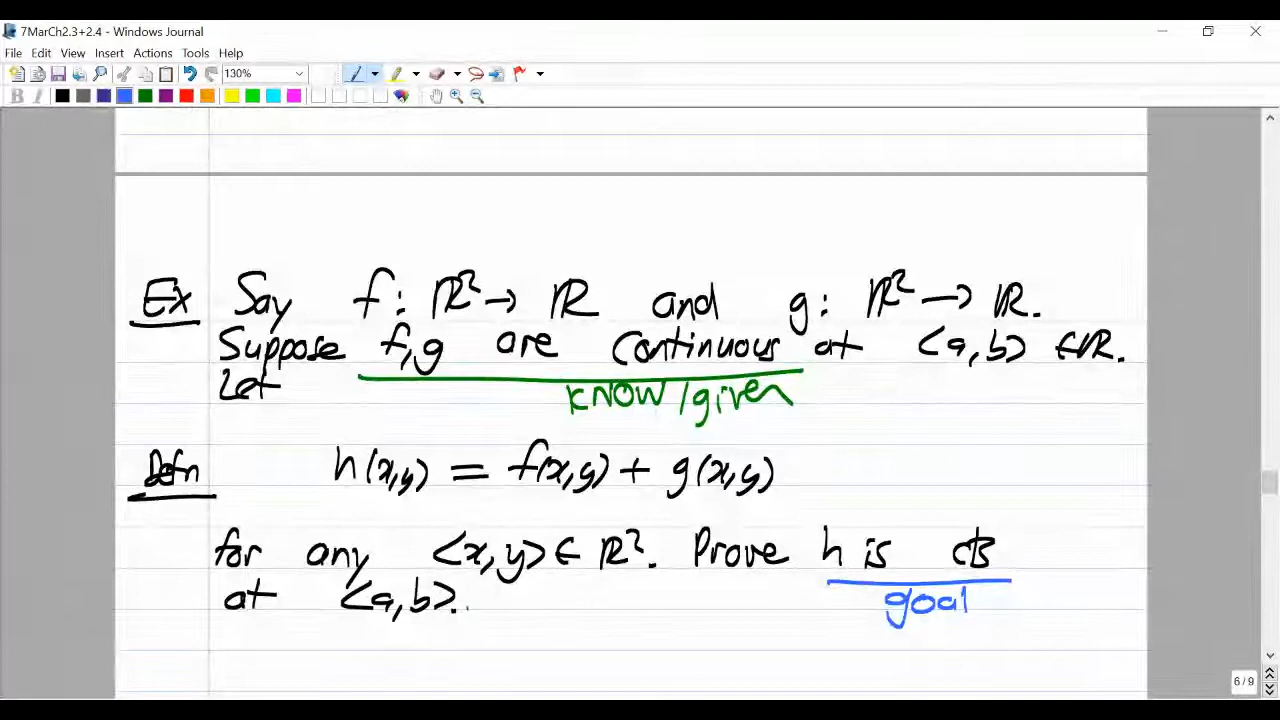 7MarCh2.3+2.4 - Windows Journal
File Edit View Insert Actions Tools Help
130%
B I
Ex Say f: ℝ² → ℝ and g: ℝ² → ℝ.
Suppose f,g are continuous at <a,b> ∈ ℝ.
Let know/given
Defn h(x,y) = f(x,y) + g(x,y)
for any <x,y> ∈ ℝ². Prove h is cts
at <a,b>. goal
6 / 9